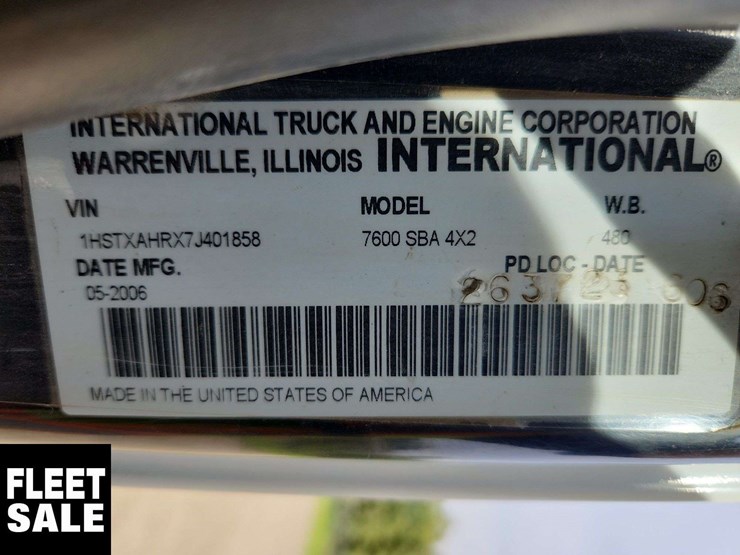 INTERNATIONAL TRUCK AND ENGINE CORPORATION
WARRENVILLE, ILLINOIS INTERNATIONAL®
VIN MODEL W.B.
1HSTXAHRX7J401858 7600 SBA 4X2 480
DATE MFG. PD LOC - DATE
05-2006
MADE IN THE UNITED STATES OF AMERICA
FLEET
SALE